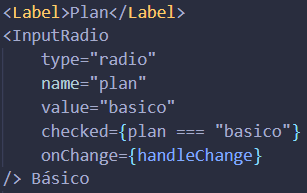 <Label>Plan</Label>
<InputRadio
    type="radio"
    name="plan"
    value="basico"
    checked={plan === "basico"}
    onChange={handleChange}
/> Básico